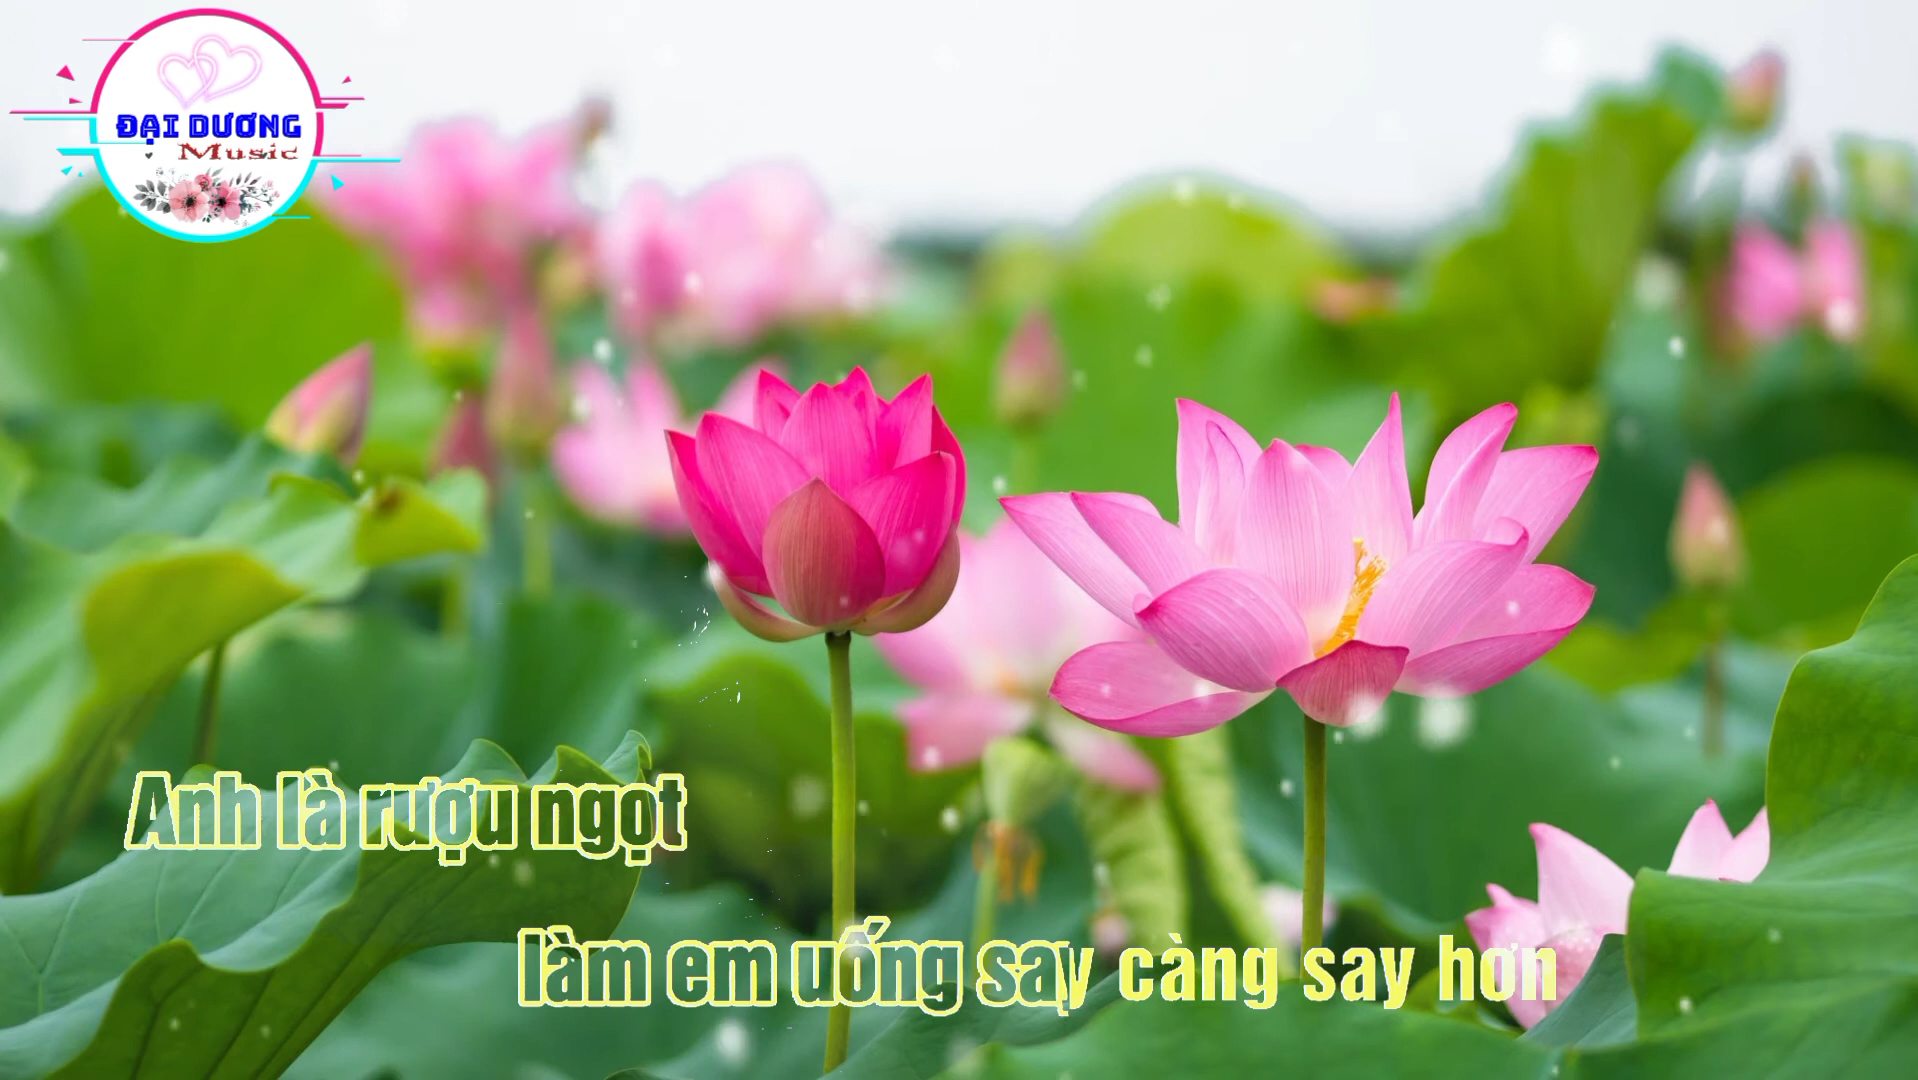 ĐẠI DƯƠNG
Music
Anh là rượu ngọt
làm em uống say càng say hơn